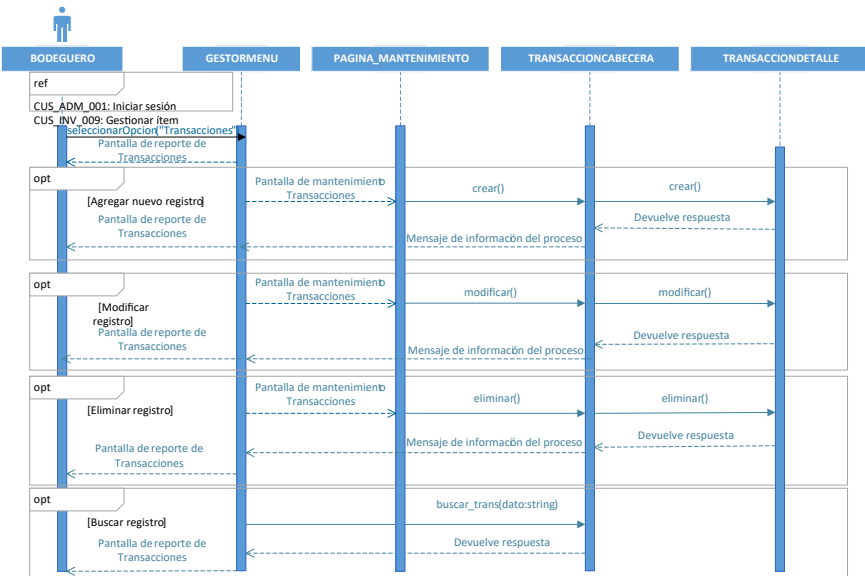 BODEGUERO
GESTORMENU
PAGINA_MANTENIMIENTO
TRANSACCIONCABECERA
TRANSACCIONDETALLE
ref
CUS_ADM_001: Iniciar sesión
CUS_INV_009: Gestionar ítem
seleccionarOpcion("Transacciones")
Pantalla de reporte de
Transacciones
opt
[Agregar nuevo registro]
Pantalla de mantenimiento
Transacciones
crear()
crear()
Devuelve respuesta
Mensaje de información del proceso
Pantalla de reporte de
Transacciones
opt
[Modificar
registro]
Pantalla de mantenimiento
Transacciones
modificar()
modificar()
Devuelve respuesta
Mensaje de información del proceso
Pantalla de reporte de
Transacciones
opt
[Eliminar registro]
Pantalla de mantenimiento
Transacciones
eliminar()
eliminar()
Devuelve respuesta
Mensaje de información del proceso
Pantalla de reporte de
Transacciones
opt
[Buscar registro]
buscar_trans(dato:string)
Devuelve respuesta
Pantalla de reporte de
Transacciones